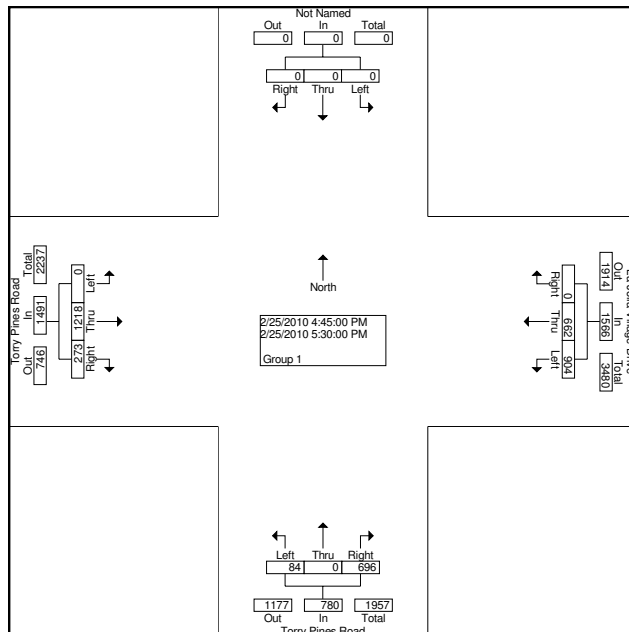 Not Named
Out In Total
0 0 0
0 0 0
Right Thru Left
Torry Pines Road
Total In Out
2237 1491 746
0 1218 273
Left Thru Right
North
2/25/2010 4:45:00 PM
2/25/2010 5:30:00 PM
Group 1
Out In Total
1914 1566 3480
0 662 904
Right Thru Left
Left Thru Right
84 0 696
1177 780 1957
Out In Total
Torry Pines Road